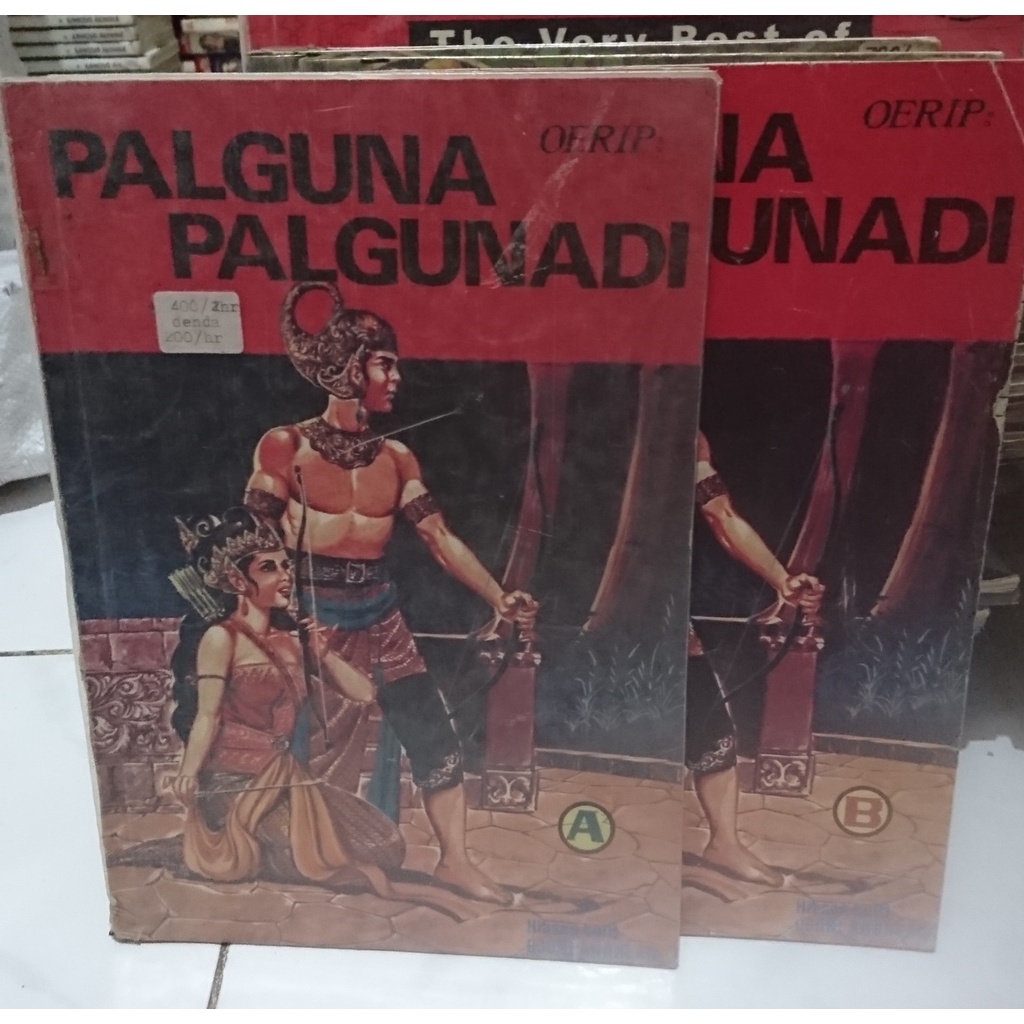 The Very Best of
OERIP:
PALGUNA
PALGUNADI
400/2hr
denda
200/hr
A
OERIP:
NA
UNADI
B